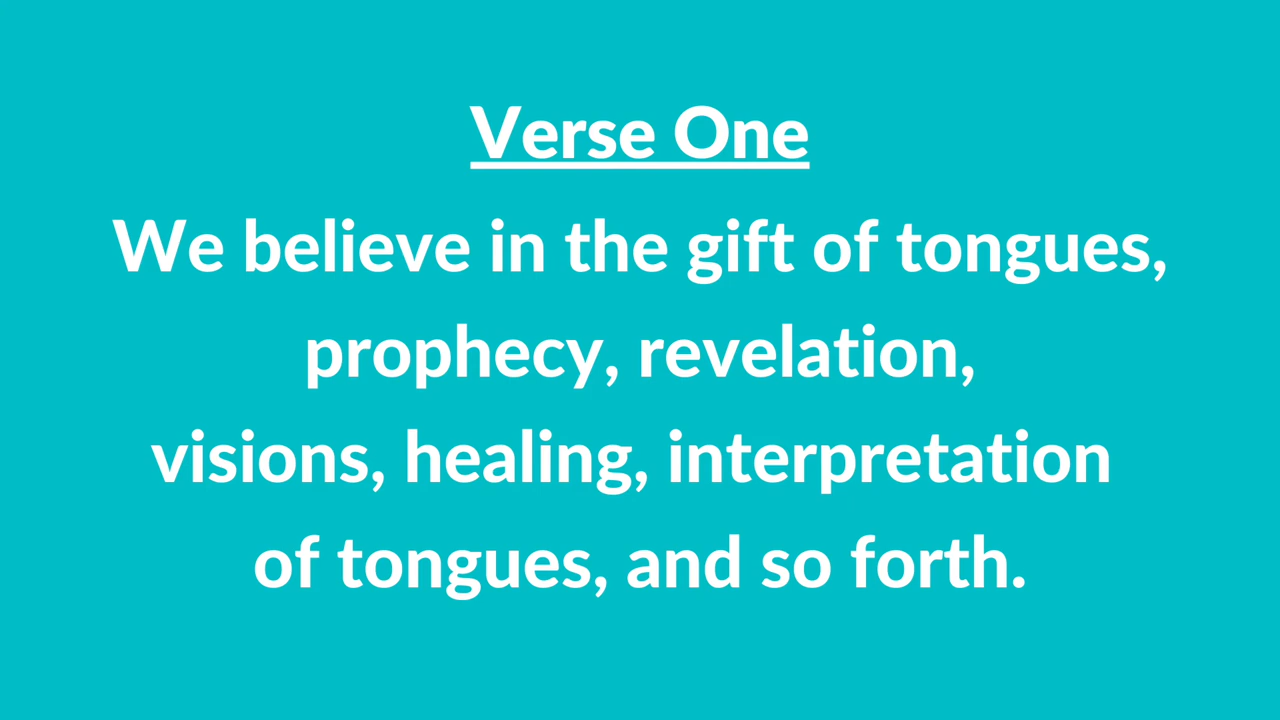 Verse One
We believe in the gift of tongues,
prophecy, revelation,
visions, healing, interpretation
of tongues, and so forth.